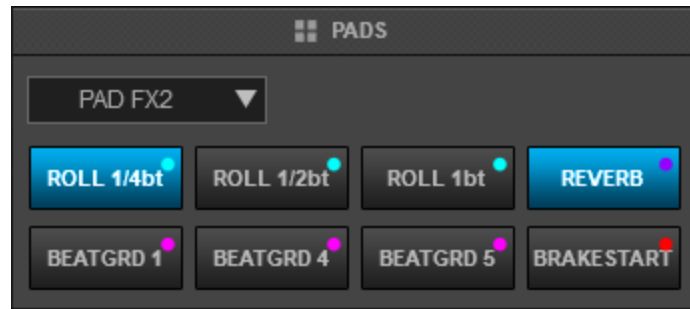 PADS
PAD FX2
ROLL 1/4bt ROLL 1/2bt ROLL 1bt REVERB
BEATGRD 1 BEATGRD 4 BEATGRD 5 BRAKESTART